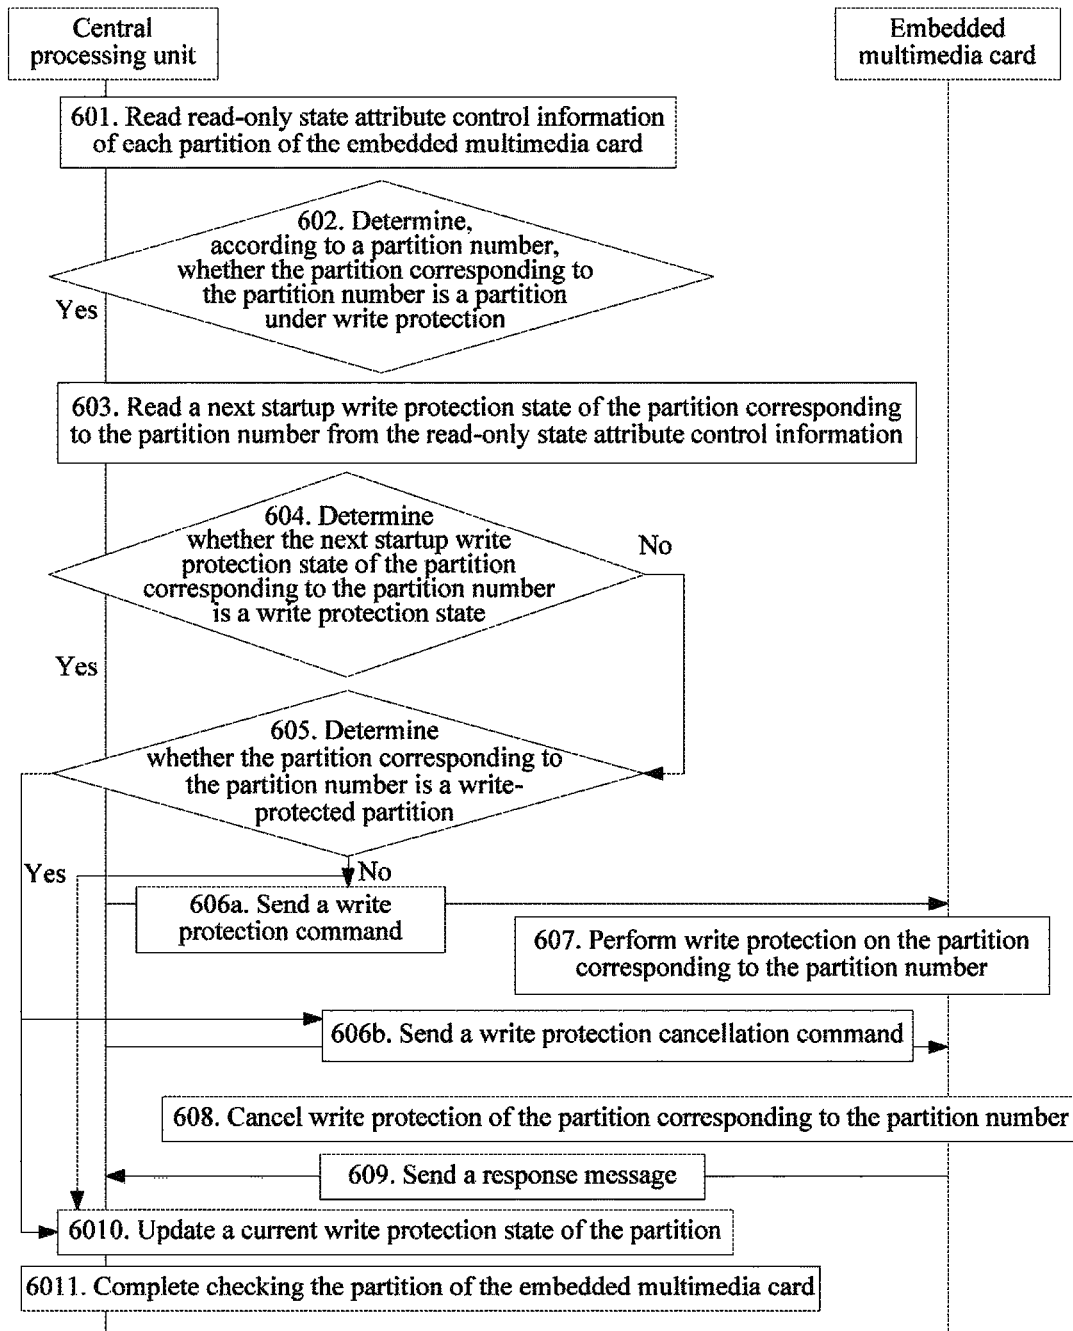 Central
processing unit
Embedded
multimedia card
601. Read read-only state attribute control information
of each partition of the embedded multimedia card
602. Determine,
according to a partition number,
whether the partition corresponding to
the partition number is a partition
under write protection
Yes
603. Read a next startup write protection state of the partition corresponding
to the partition number from the read-only state attribute control information
604. Determine
whether the next startup write
protection state of the partition
corresponding to the partition number
is a write protection state
No
Yes
605. Determine
whether the partition corresponding to
the partition number is a write-
protected partition
Yes
No
606a. Send a write
protection command
607. Perform write protection on the partition
corresponding to the partition number
606b. Send a write protection cancellation command
608. Cancel write protection of the partition corresponding to the partition number
609. Send a response message
6010. Update a current write protection state of the partition
6011. Complete checking the partition of the embedded multimedia card